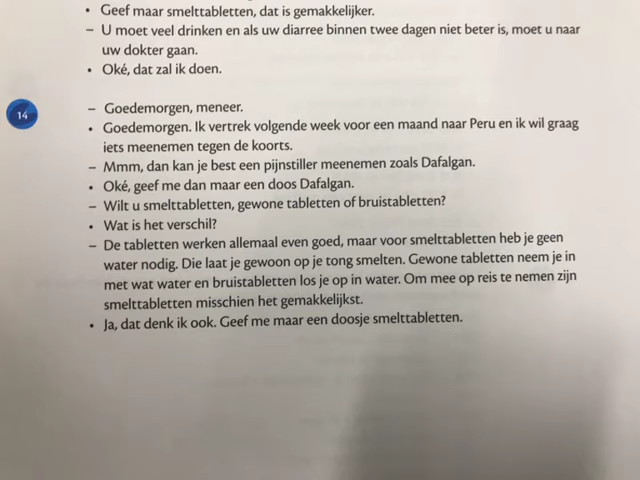 • Geef maar smelttabletten, dat is gemakkelijker.
– U moet veel drinken en als uw diarree binnen twee dagen niet beter is, moet u naar
uw dokter gaan.
• Oké, dat zal ik doen.
14
– Goedemorgen, meneer.
• Goedemorgen. Ik vertrek volgende week voor een maand naar Peru en ik wil graag
iets meenemen tegen de koorts.
– Mmm, dan kan je best een pijnstiller meenemen zoals Dafalgan.
• Oké, geef me dan maar een doos Dafalgan.
– Wilt u smelttabletten, gewone tabletten of bruistabletten?
• Wat is het verschil?
– De tabletten werken allemaal even goed, maar voor smelttabletten heb je geen
water nodig. Die laat je gewoon op je tong smelten. Gewone tabletten neem je in
met wat water en bruistabletten los je op in water. Om mee op reis te nemen zijn
smelttabletten misschien het gemakkelijkst.
• Ja, dat denk ik ook. Geef me maar een doosje smelttabletten.